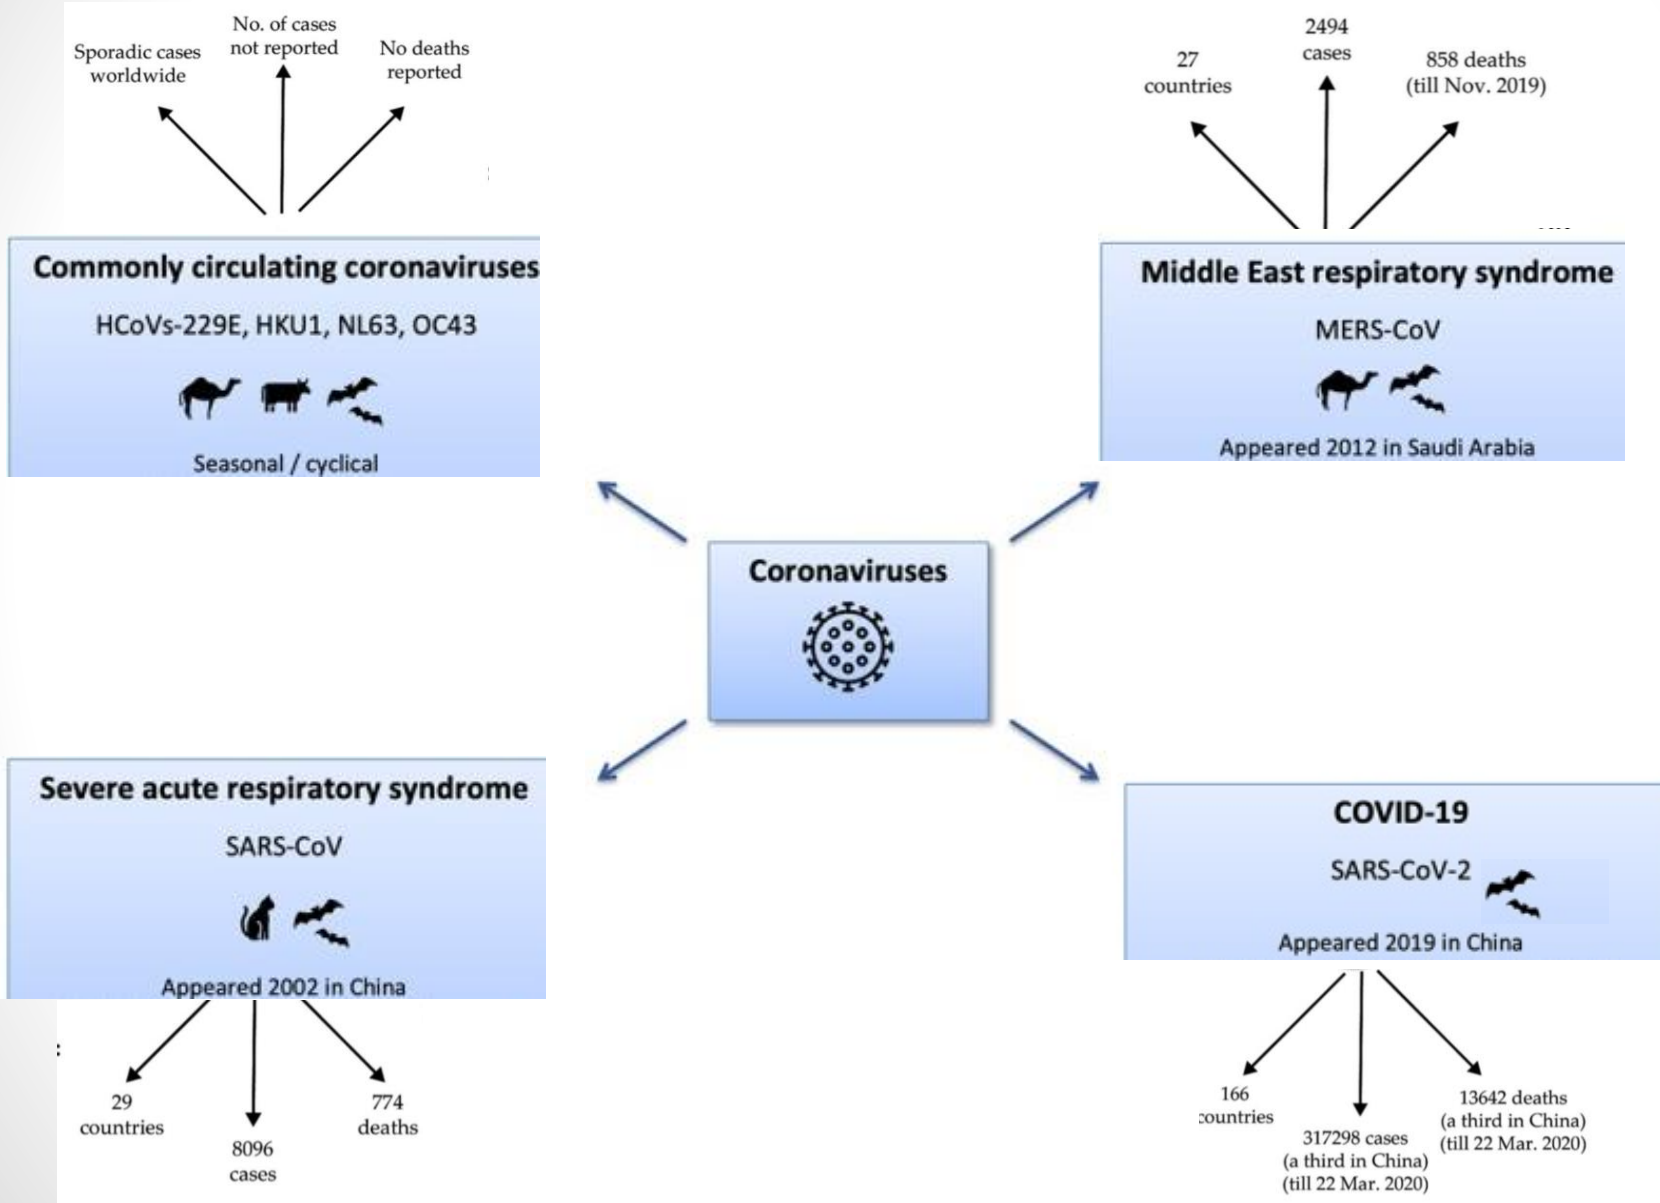 Sporadic cases
worldwide
No. of cases
not reported
No deaths
reported
Commonly circulating coronaviruses
HCoVs-229E, HKU1, NL63, OC43
Seasonal / cyclical
27
countries
2494
cases
858 deaths
(till Nov. 2019)
Middle East respiratory syndrome
MERS-CoV
Appeared 2012 in Saudi Arabia
Coronaviruses
Severe acute respiratory syndrome
SARS-CoV
Appeared 2002 in China
29
countries
8096
cases
774
deaths
COVID-19
SARS-CoV-2
Appeared 2019 in China
166
countries
317298 cases
(a third in China)
(till 22 Mar. 2020)
13642 deaths
(a third in China)
(till 22 Mar. 2020)